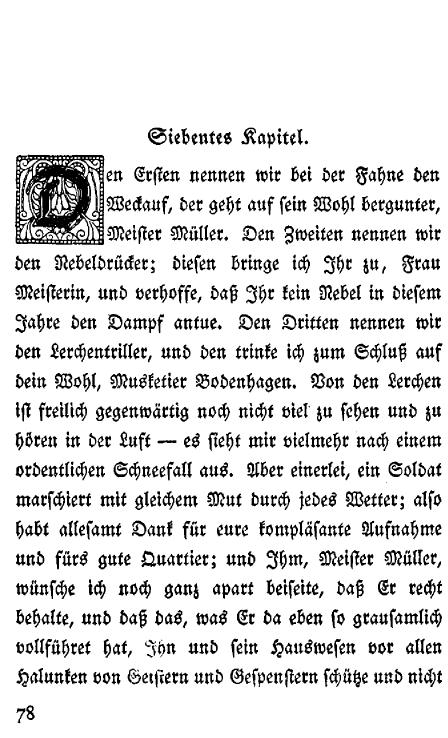 Siebentes Kapitel.
Den Ersten nennen wir bei der Fahne den
Weckauf, der geht auf sein Wohl bergunter,
Meister Müller. Den Zweiten nennen wir
den Nebeldrücker; diesen bringe ich Ihr zu, Frau
Meisterin, und verhoffe, daß Ihr kein Nebel in diesem
Jahre den Dampf antue. Den Dritten nennen wir
den Lerchentriller, und den trinke ich zum Schluß auf
dein Wohl, Musketier Bodenhagen. Von den Lerchen
ist freilich gegenwärtig noch nicht viel zu sehen und zu
hören in der Luft — es sieht mir vielmehr nach einem
ordentlichen Schneefall aus. Aber einerlei, ein Soldat
marschiert mit gleichem Mut durch jedes Wetter; also
habt allesamt Dank für eure kompläsante Aufnahme
und fürs gute Quartier; und Ihm, Meister Müller,
wünsche ich noch ganz apart beiseite, daß Er recht
behalte, und daß das, was Er da eben so grausamlich
vollführet hat, Ihn und sein Hauswesen vor allen
Halunken von Geistern und Gespenstern schütze und nicht
78